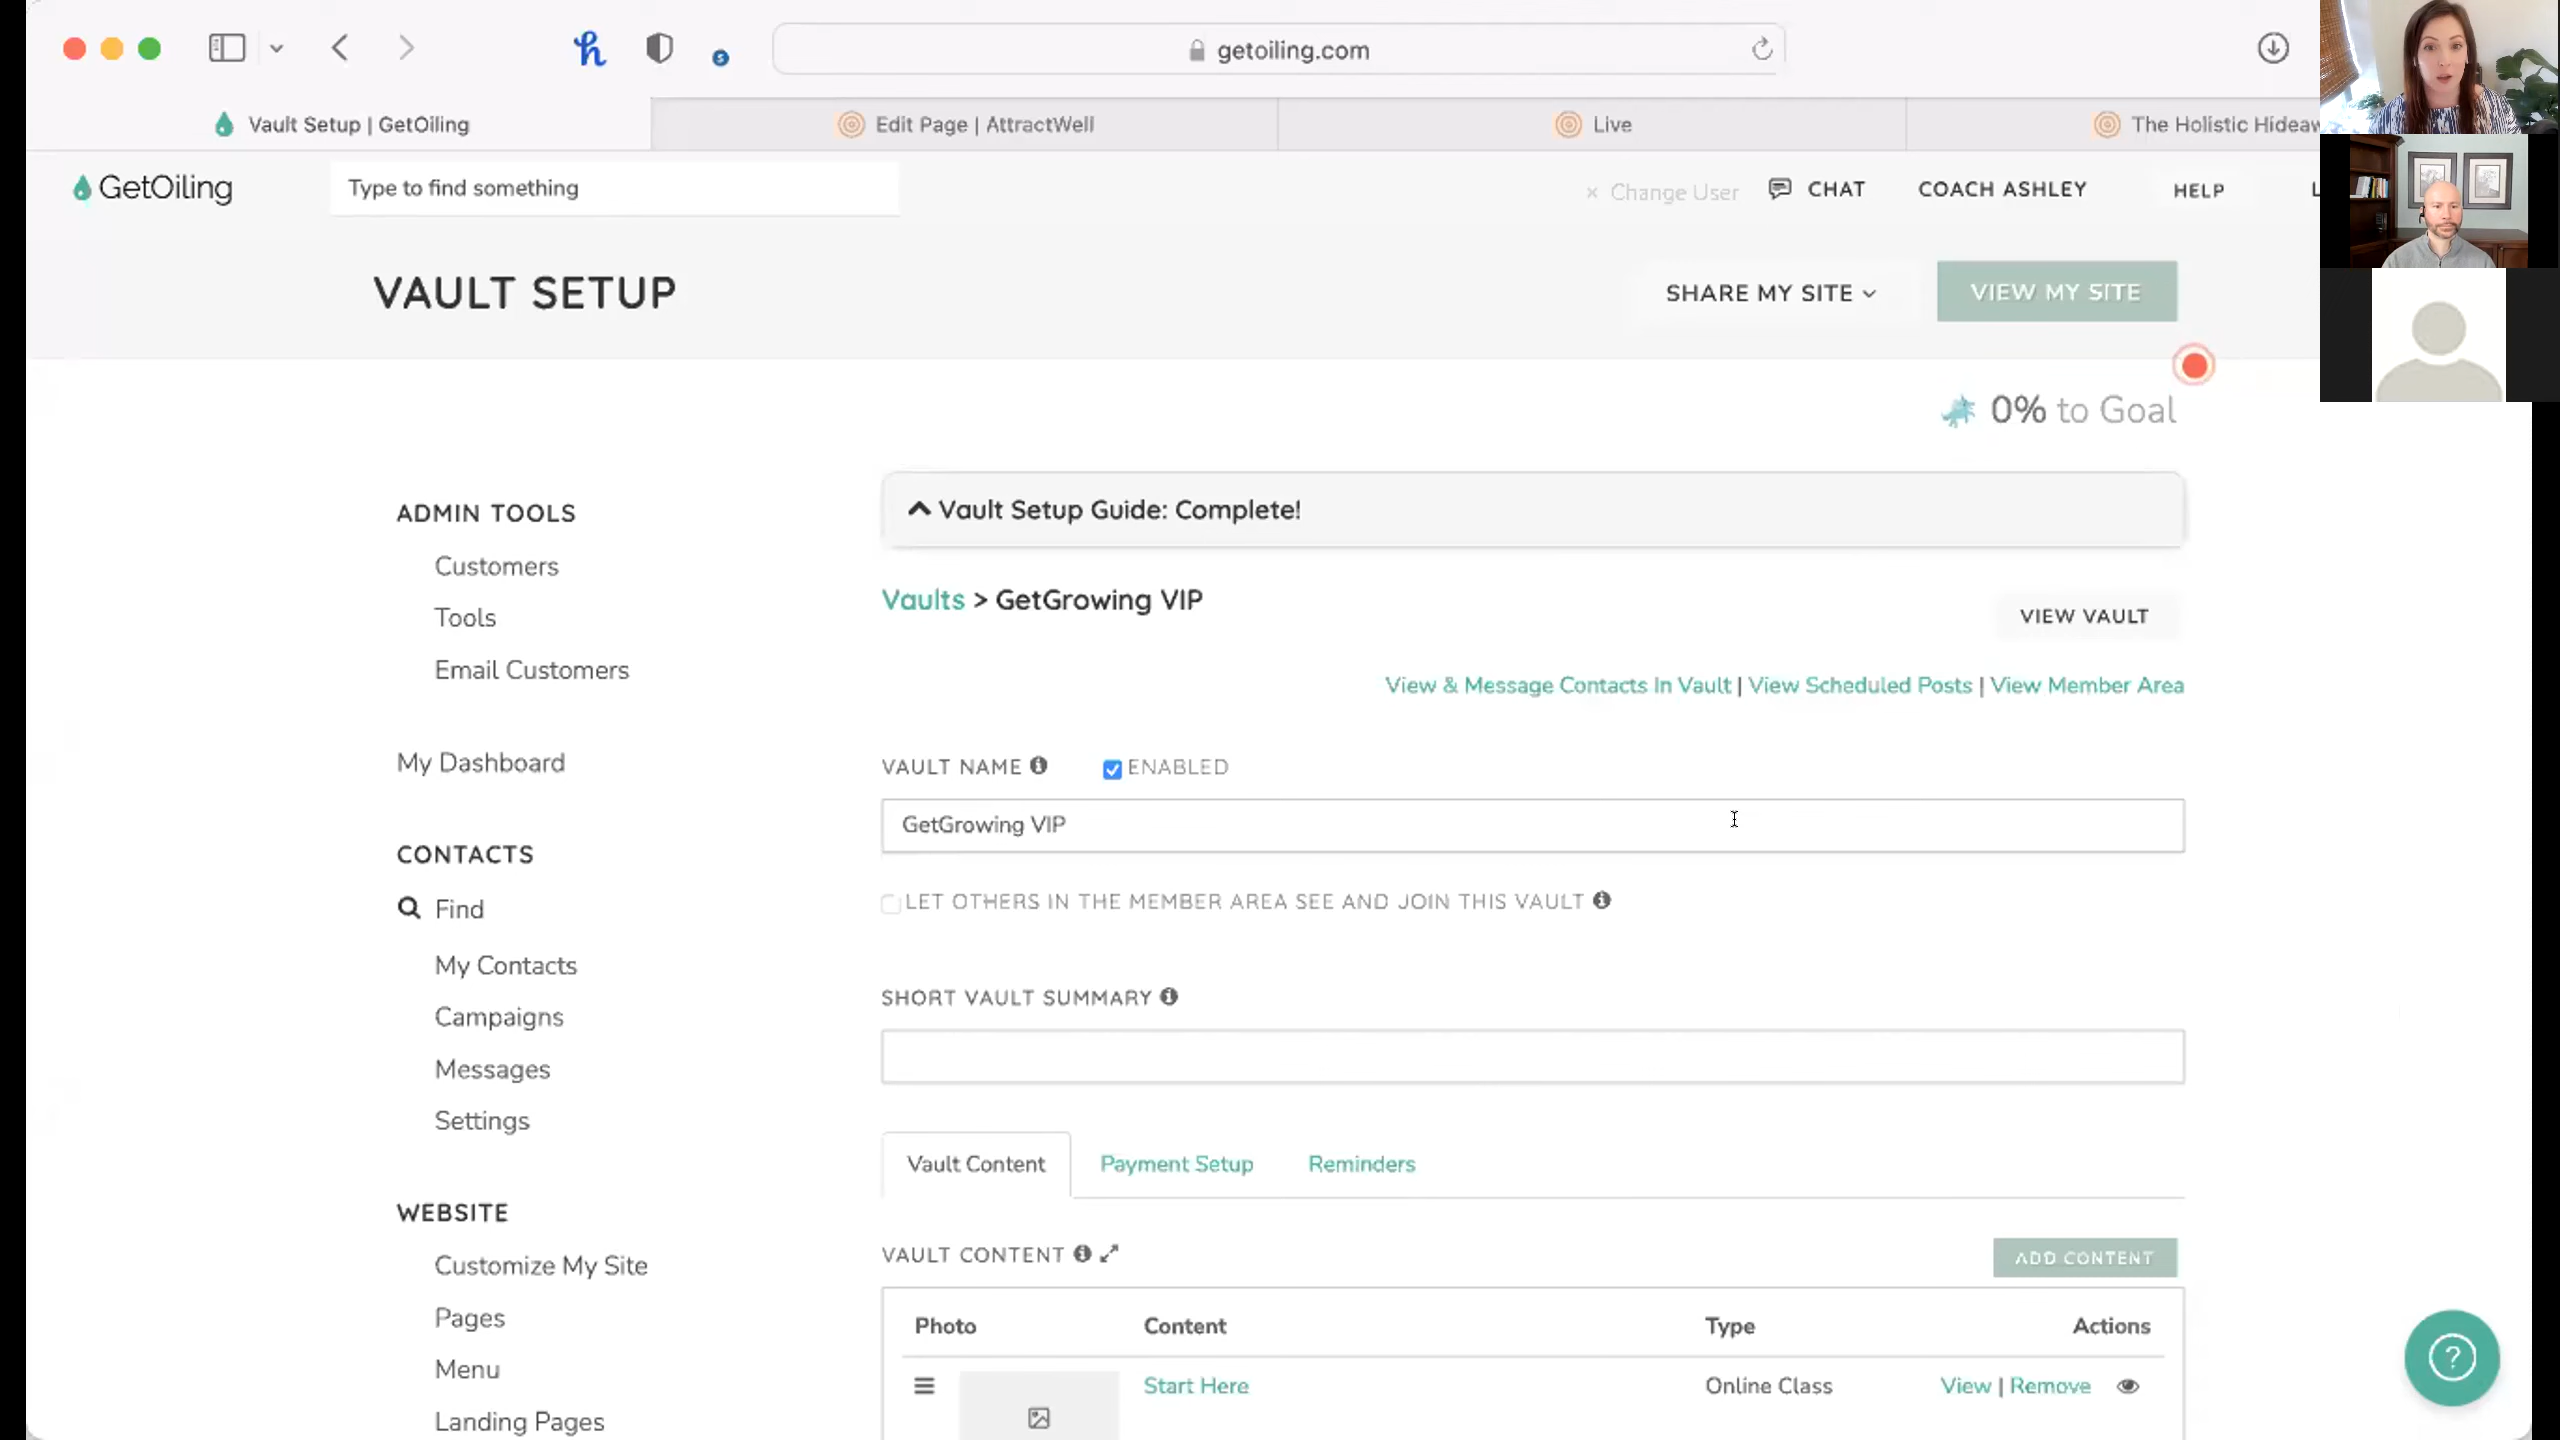 getoiling.com
Vault Setup | GetOiling
Edit Page | AttractWell
Live
The Holistic Hideaw
GetOiling
Type to find something
× Change User
CHAT
COACH ASHLEY
HELP
L
VAULT SETUP
SHARE MY SITE
VIEW MY SITE
0% to Goal
ADMIN TOOLS
Customers
Tools
Email Customers
My Dashboard
CONTACTS
Find
My Contacts
Campaigns
Messages
Settings
WEBSITE
Customize My Site
Pages
Menu
Landing Pages
Vault Setup Guide: Complete!
Vaults > GetGrowing VIP
VIEW VAULT
View & Message Contacts In Vault | View Scheduled Posts | View Member Area
VAULT NAME
ENABLED
GetGrowing VIP
LET OTHERS IN THE MEMBER AREA SEE AND JOIN THIS VAULT
SHORT VAULT SUMMARY
Vault Content
Payment Setup
Reminders
VAULT CONTENT
ADD CONTENT
Photo
Content
Type
Actions
Start Here
Online Class
View | Remove